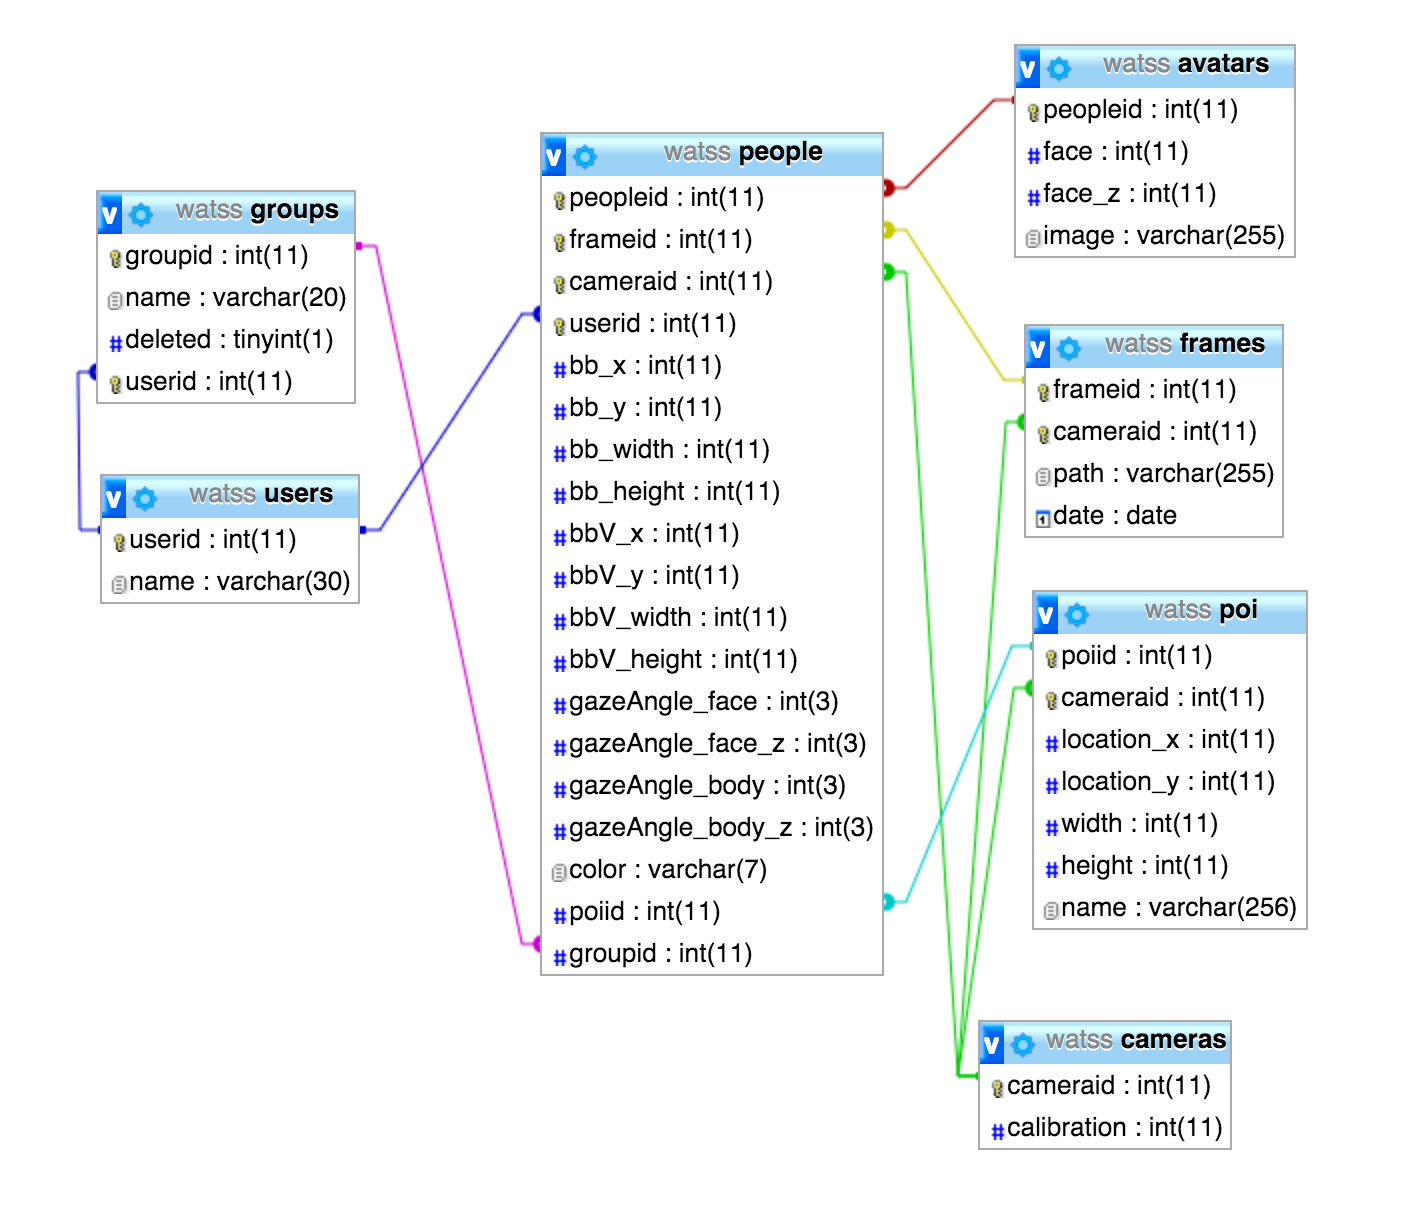 v watss groups
groupid : int(11)
name : varchar(20)
deleted : tinyint(1)
userid : int(11)
v watss users
userid : int(11)
name : varchar(30)
v watss people
peopleid : int(11)
frameid : int(11)
cameraid : int(11)
userid : int(11)
#bb_x : int(11)
#bb_y : int(11)
#bb_width : int(11)
#bb_height : int(11)
#bbV_x : int(11)
#bbV_y : int(11)
#bbV_width : int(11)
#bbV_height : int(11)
#gazeAngle_face : int(3)
#gazeAngle_face_z : int(3)
#gazeAngle_body : int(3)
#gazeAngle_body_z : int(3)
color : varchar(7)
#poiid : int(11)
#groupid : int(11)
v watss avatars
peopleid : int(11)
#face : int(11)
#face_z : int(11)
image : varchar(255)
v watss frames
frameid : int(11)
cameraid : int(11)
path : varchar(255)
date : date
v watss poi
poiid : int(11)
cameraid : int(11)
#location_x : int(11)
#location_y : int(11)
#width : int(11)
#height : int(11)
name : varchar(256)
v watss cameras
cameraid : int(11)
#calibration : int(11)